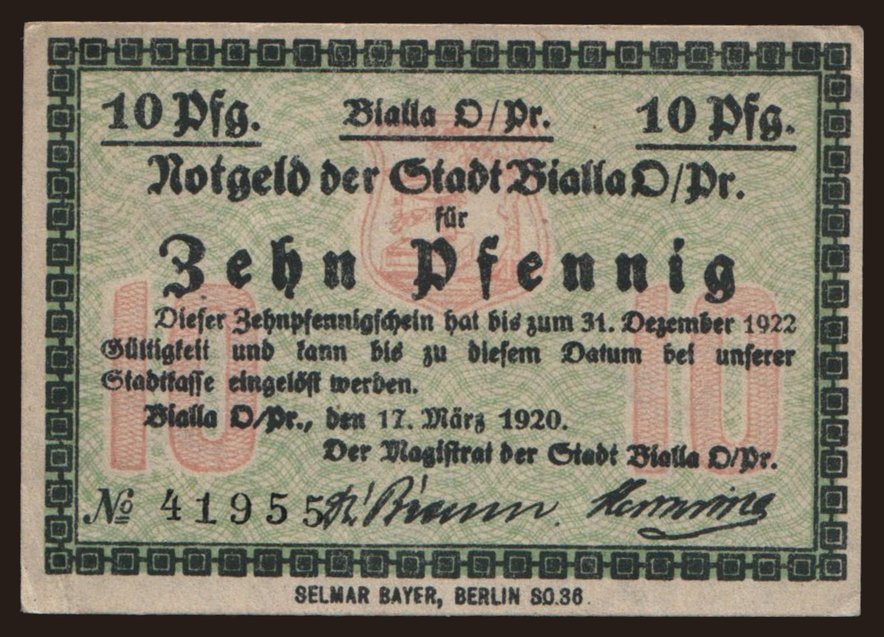 10 Pfg. Bialla O/Pr. 10 Pfg.
Notgeld der Stadt Bialla O/Pr.
für
Zehn Pfennig
Dieser Zehnpfennigschein hat bis zum 31. Dezember 1922
Gültigkeit und kann bis zu diesem Datum bei unserer
Stadtkasse eingelöst werden.
Bialla O/Pr., den 17. März 1920.
Der Magistrat der Stadt Bialla O/Pr.
10 10
№ 41955
SELMAR BAYER, BERLIN SO.36